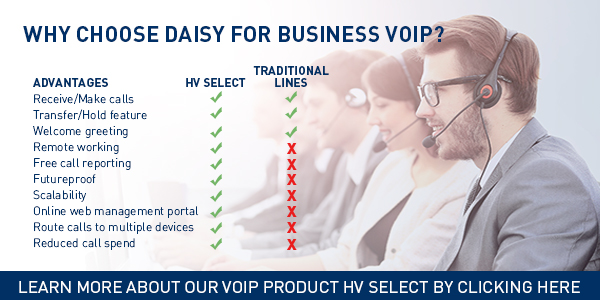 WHY CHOOSE DAISY FOR BUSINESS VOIP?
ADVANTAGES HV SELECT TRADITIONAL LINES
Receive/Make calls ✓ ✓
Transfer/Hold feature ✓ ✓
Welcome greeting ✓ ✓
Remote working ✓ X
Free call reporting ✓ X
Futureproof ✓ X
Scalability ✓ X
Online web management portal ✓ X
Route calls to multiple devices ✓ X
Reduced call spend ✓ X
LEARN MORE ABOUT OUR VOIP PRODUCT HV SELECT BY CLICKING HERE